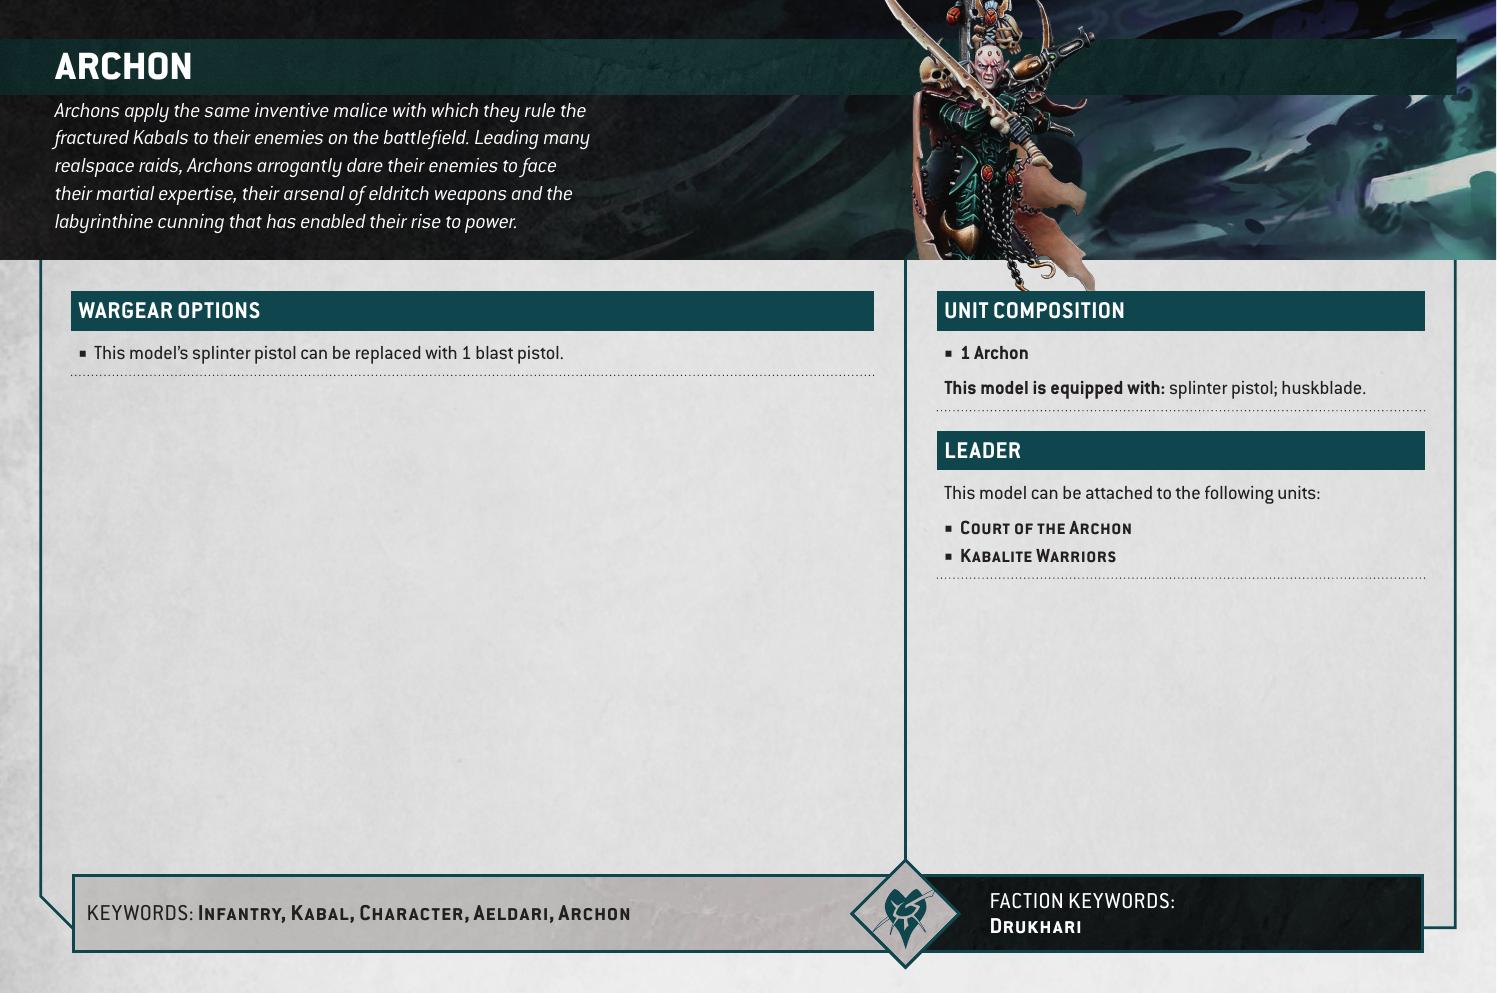 ARCHON
Archons apply the same inventive malice with which they rule the
fractured Kabals to their enemies on the battlefield. Leading many
realspace raids, Archons arrogantly dare their enemies to face
their martial expertise, their arsenal of eldritch weapons and the
labyrinthine cunning that has enabled their rise to power.
WARGEAR OPTIONS
▪ This model’s splinter pistol can be replaced with 1 blast pistol.
UNIT COMPOSITION
▪ 1 Archon
This model is equipped with: splinter pistol; huskblade.
LEADER
This model can be attached to the following units:
▪ Court of the Archon
▪ Kabalite Warriors
KEYWORDS: Infantry, Kabal, Character, Aeldari, Archon
FACTION KEYWORDS:
Drukhari